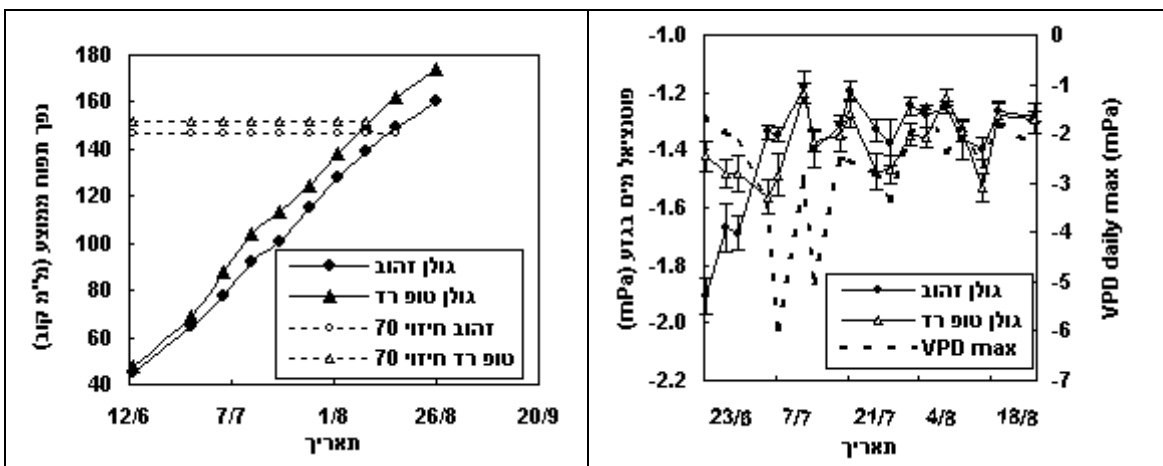 נפך תפוח ממוצע (מ"מ קוב)
180
160
140
120
100
80
60
40
12/6 7/7 1/8 26/8 20/9
תאריך
גולן זהוב
גולן טופ רד
זהוב חיזוי 70
טופ רד חיזוי 70
פוטנציאל מים בגזע (mPa)
-1.0
-1.2
-1.4
-1.6
-1.8
-2.0
-2.2
0
-1
-2
-3
-4
-5
-6
-7
VPD daily max (mPa)
23/6 7/7 21/7 4/8 18/8
תאריך
גולן זהוב
גולן טופ רד
VPD max